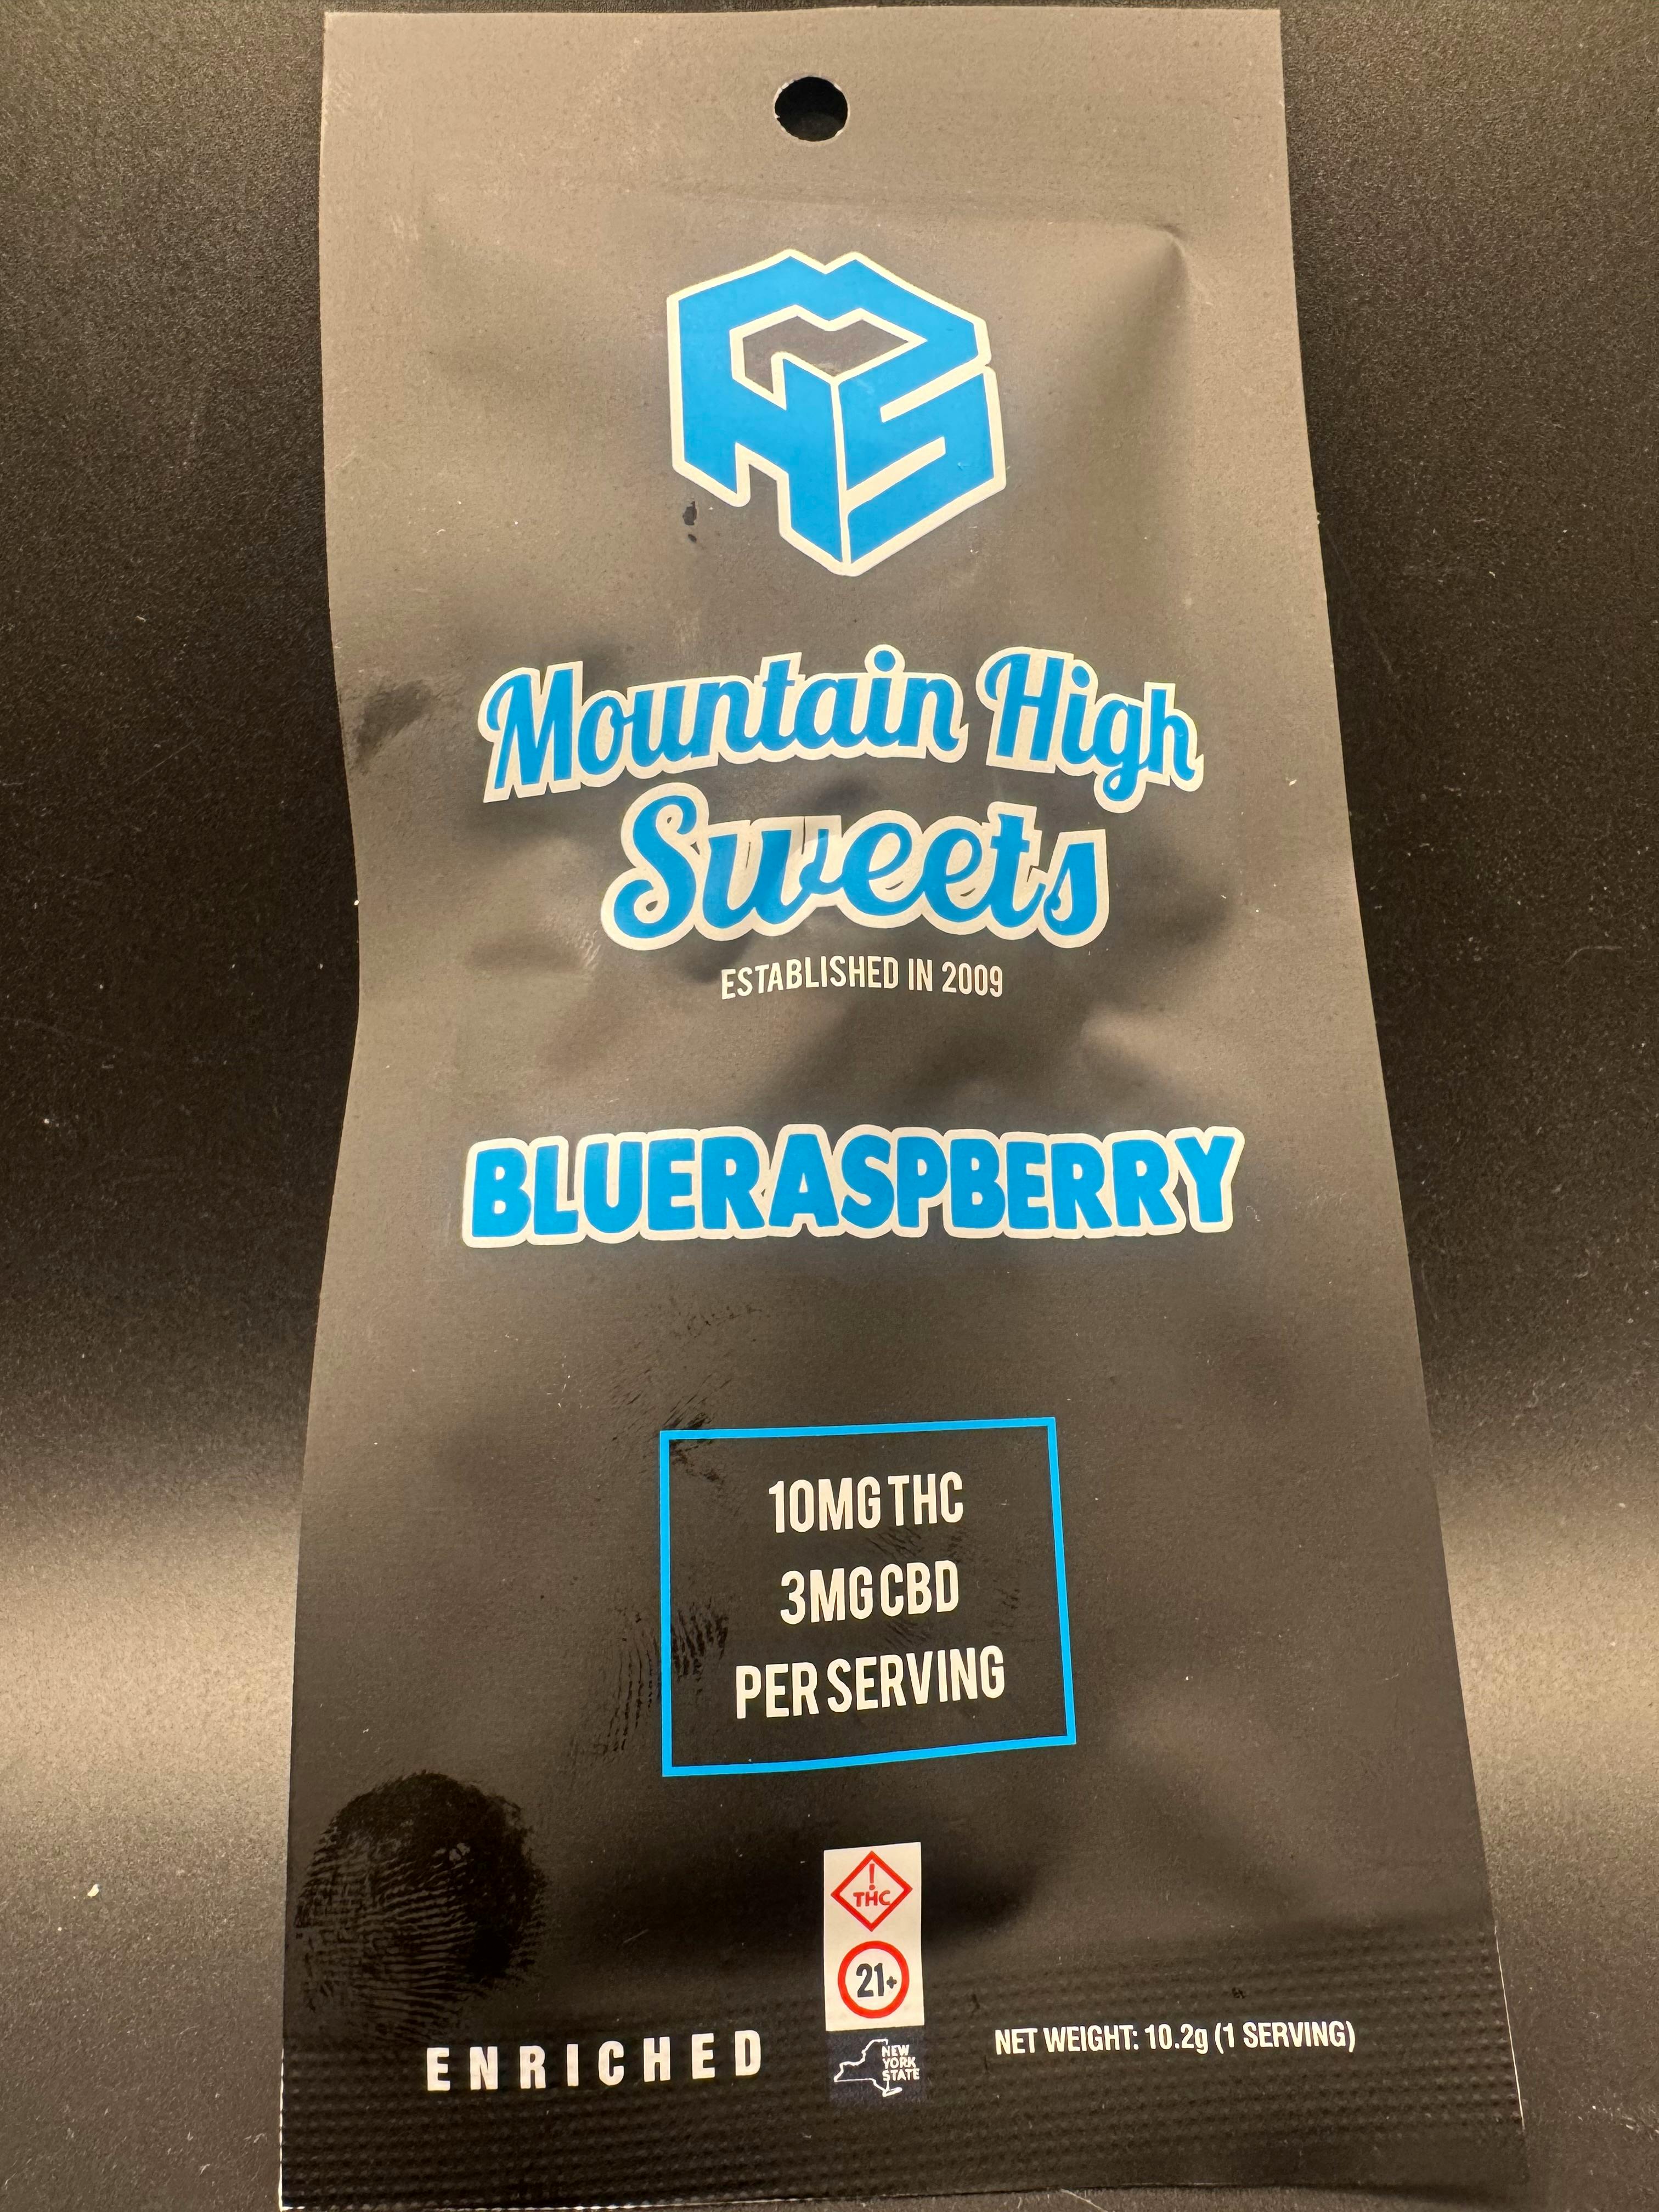 MHS
Mountain High
Sweets
ESTABLISHED IN 2009
BLUERASPBERRY
10MG THC
3MG CBD
PER SERVING
!
THC
21+
ENRICHED
NEW
YORK
STATE
NET WEIGHT: 10.2g (1 SERVING)